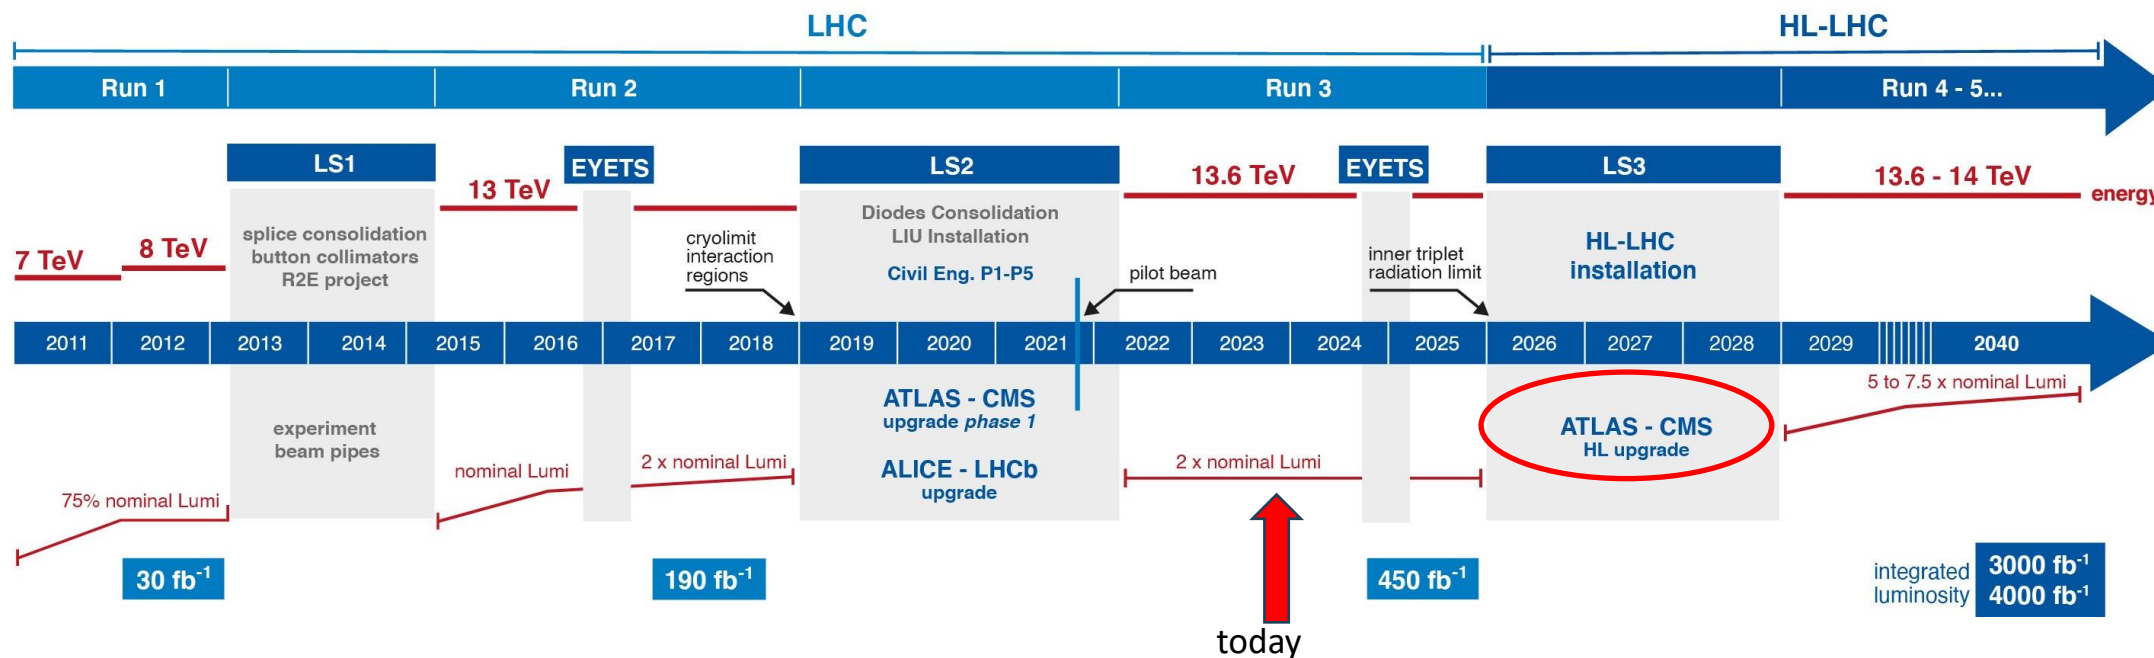 LHC
HL-LHC
Run 1
Run 2
Run 3
Run 4 - 5...
LS1
EYETS
LS2
EYETS
LS3
13 TeV
13.6 TeV
13.6 - 14 TeV
energy
7 TeV
8 TeV
splice consolidation
button collimators
R2E project
cryolimit
interaction
regions
Diodes Consolidation
LIU Installation
Civil Eng. P1-P5
pilot beam
inner triplet
radiation limit
HL-LHC
installation
2011
2012
2013
2014
2015
2016
2017
2018
2019
2020
2021
2022
2023
2024
2025
2026
2027
2028
2029
2040
5 to 7.5 x nominal Lumi
experiment
beam pipes
ATLAS - CMS
upgrade phase 1
ALICE - LHCb
upgrade
ATLAS - CMS
HL upgrade
75% nominal Lumi
nominal Lumi
2 x nominal Lumi
2 x nominal Lumi
30 fb-1
190 fb-1
450 fb-1
integrated
luminosity
3000 fb-1
4000 fb-1
today